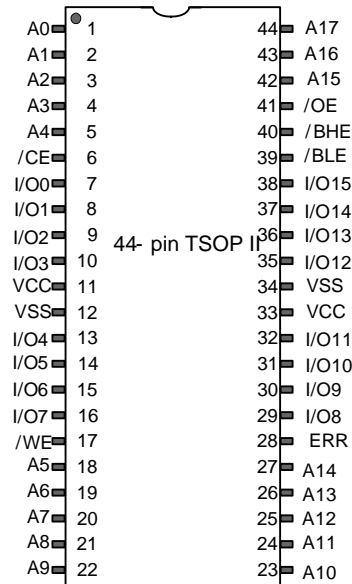 A0 1 44 A17
A1 2 43 A16
A2 3 42 A15
A3 4 41 /OE
A4 5 40 /BHE
/CE 6 39 /BLE
I/O0 7 38 I/O15
I/O1 8 37 I/O14
I/O2 9 44- pin TSOP II 36 I/O13
I/O3 10 35 I/O12
VCC 11 34 VSS
VSS 12 33 VCC
I/O4 13 32 I/O11
I/O5 14 31 I/O10
I/O6 15 30 I/O9
I/O7 16 29 I/O8
/WE 17 28 ERR
A5 18 27 A14
A6 19 26 A13
A7 20 25 A12
A8 21 24 A11
A9 22 23 A10